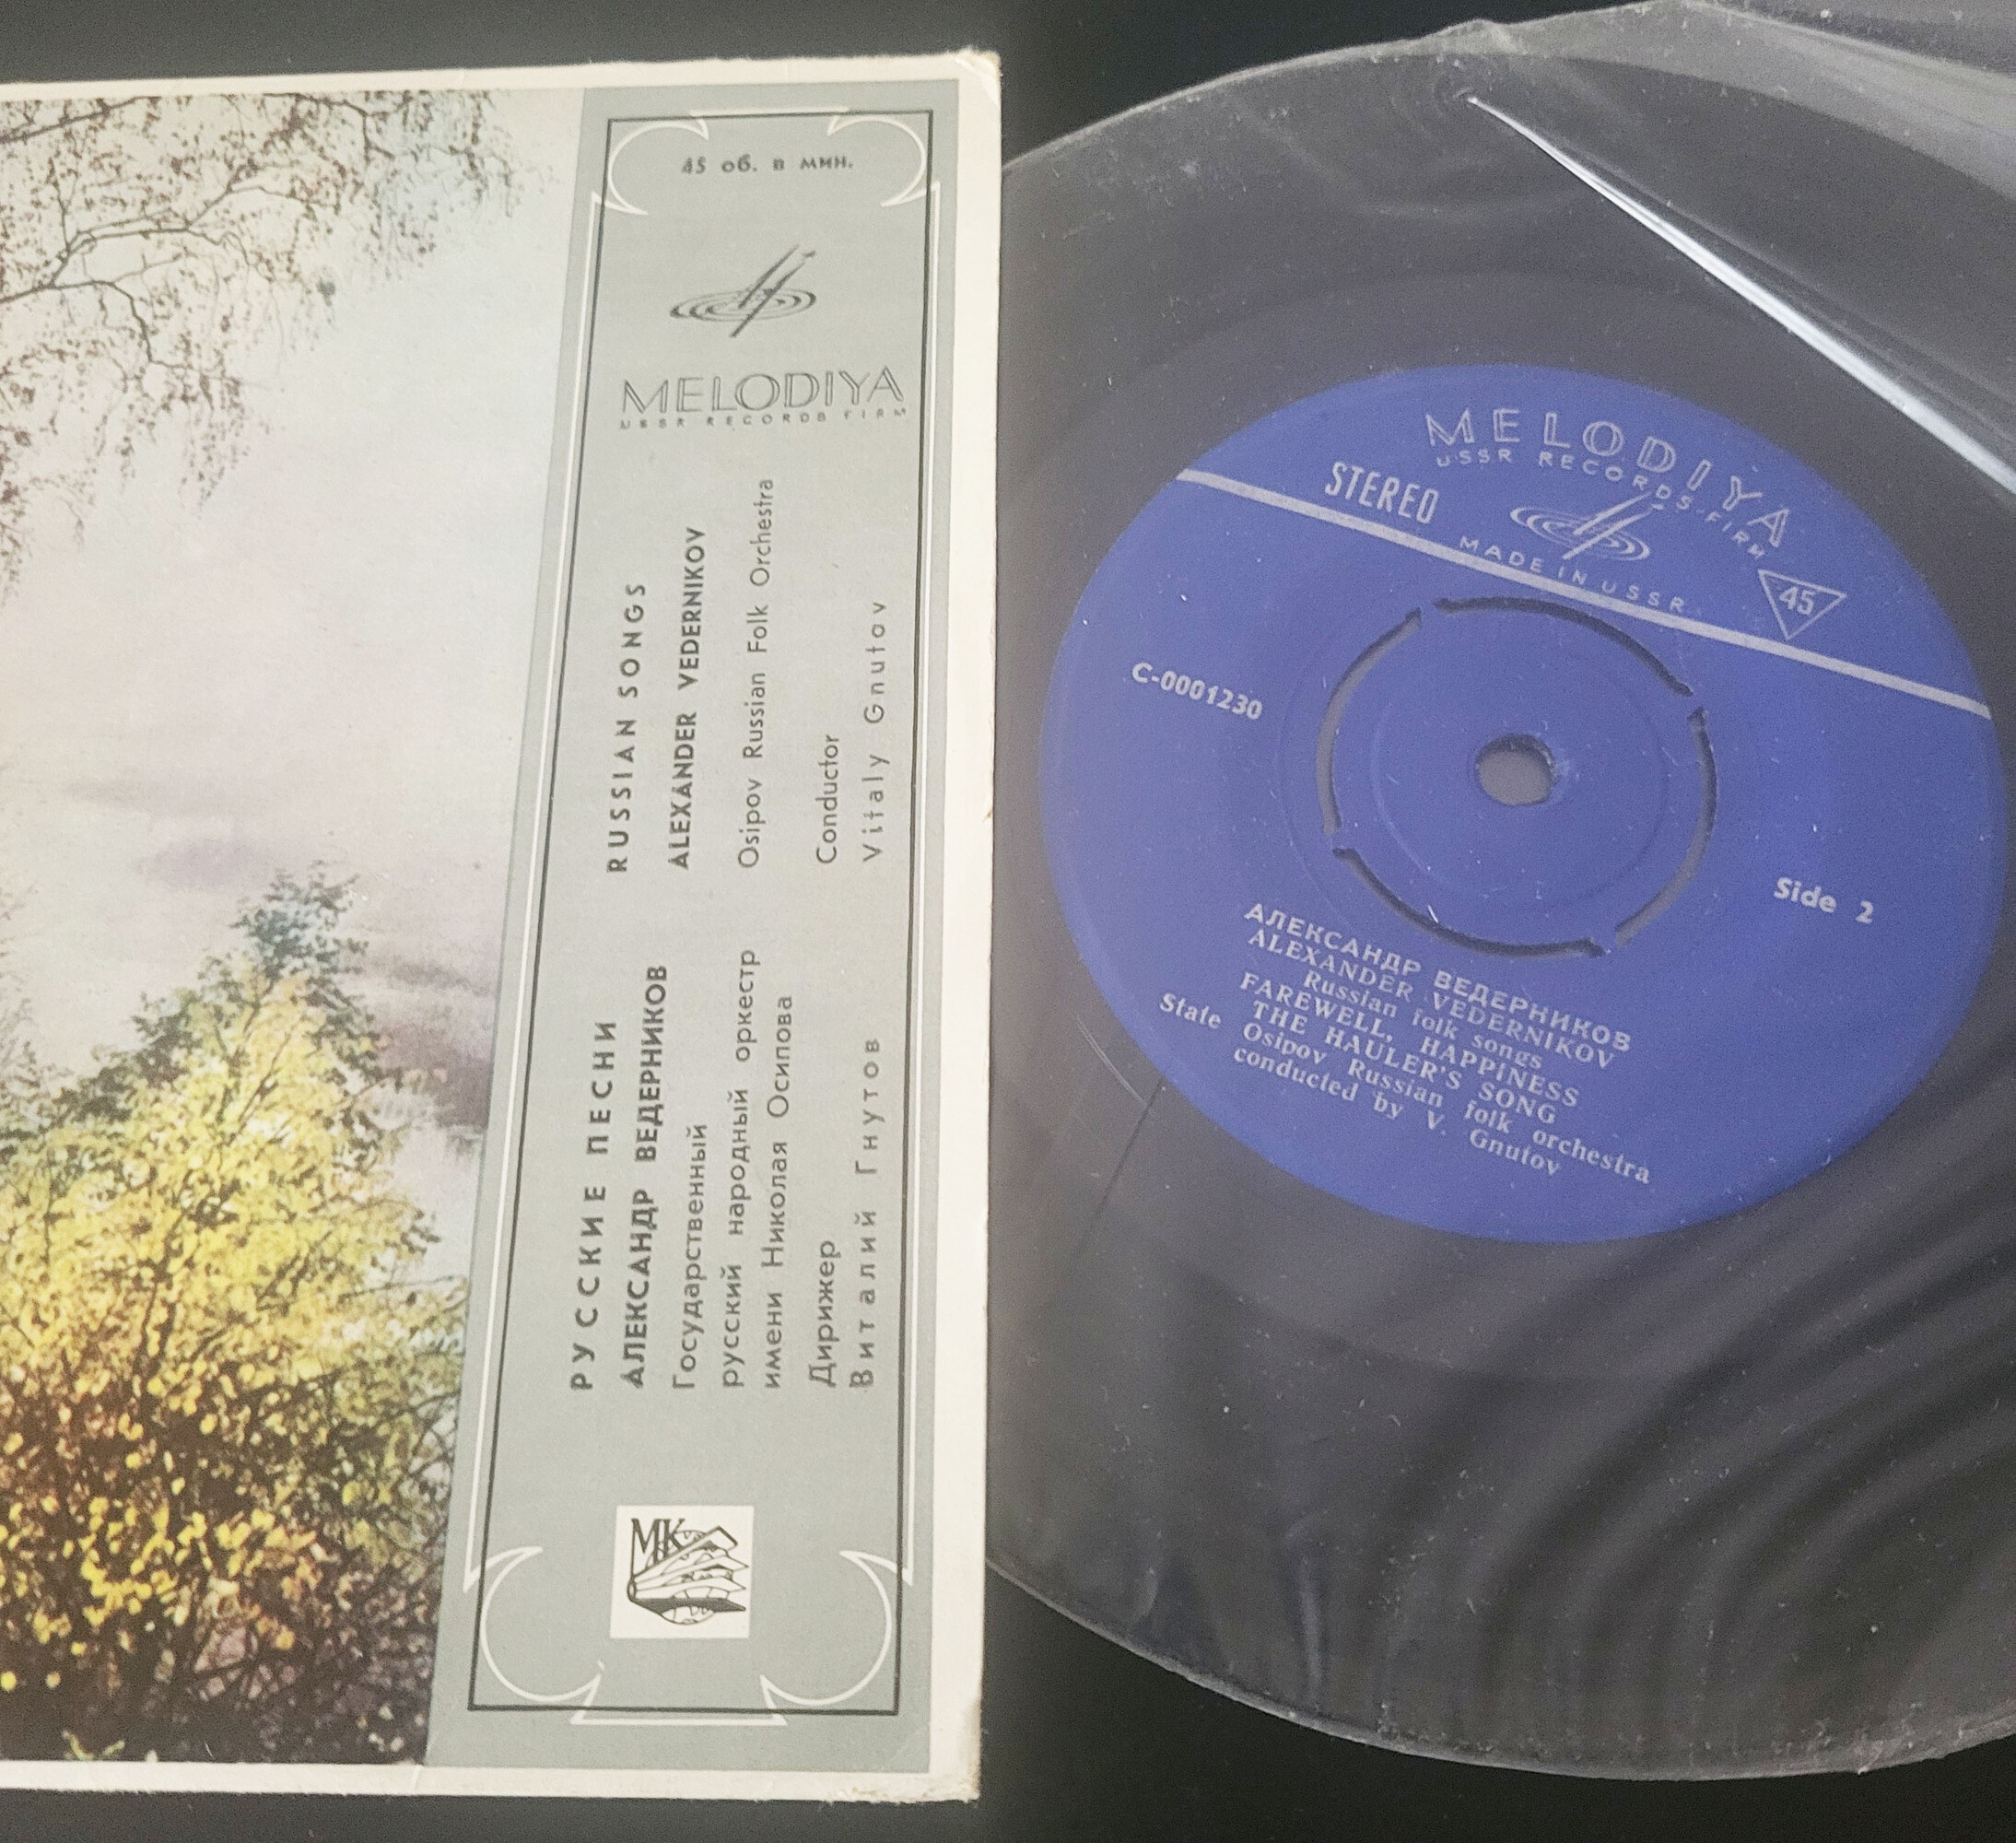 45 об. в мин.
MELODIYA
USSR RECORDS FIRM
РУССКИЕ ПЕСНИ
АЛЕКСАНДР ВЕДЕРНИКОВ
Государственный
русский народный оркестр
имени Николая Осипова
Дирижер
Виталий Гнутов
RUSSIAN SONGS
ALEXANDER VEDERNIKOV
Osipov Russian Folk Orchestra
Conductor
Vitaly Gnutov
МК
MELODIYA
USSR RECORDS-FIRM
STEREO
MADE IN USSR
45
C-0001230
Side 2
АЛЕКСАНДР ВЕДЕРНИКОВ
ALEXANDER VEDERNIKOV
Russian folk songs
FAREWELL, HAPPINESS
THE HAULER'S SONG
State Osipov Russian folk orchestra
conducted by V. Gnutov